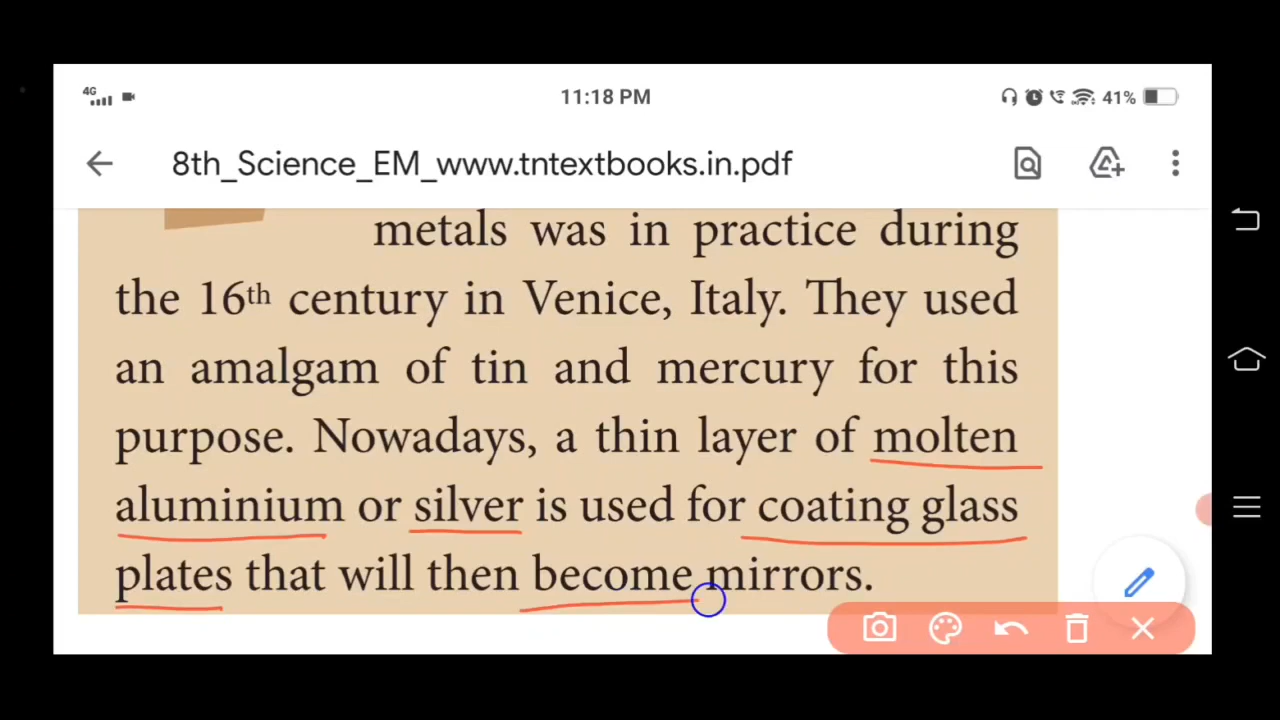 4G 11:18 PM 41%
8th_Science_EM_www.tntextbooks.in.pdf
metals was in practice during
the 16th century in Venice, Italy. They used
an amalgam of tin and mercury for this
purpose. Nowadays, a thin layer of molten
aluminium or silver is used for coating glass
plates that will then become mirrors.